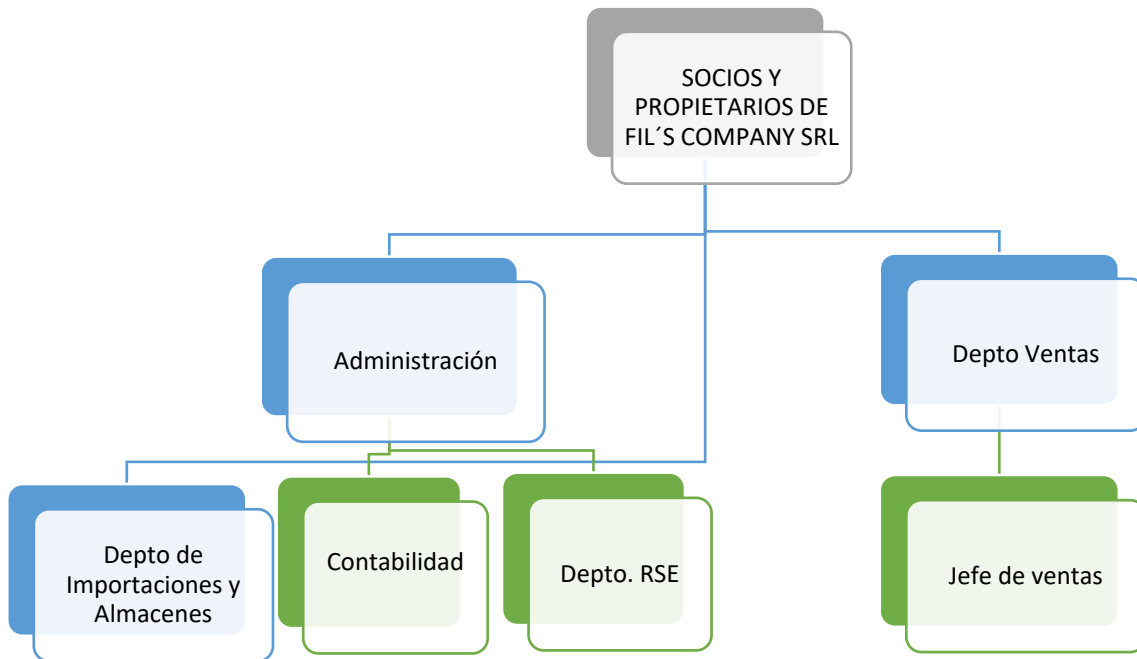 SOCIOS Y
PROPIETARIOS DE
FIL´S COMPANY SRL
Administración
Depto Ventas
Depto de
Importaciones y
Almacenes
Contabilidad
Depto. RSE
Jefe de ventas